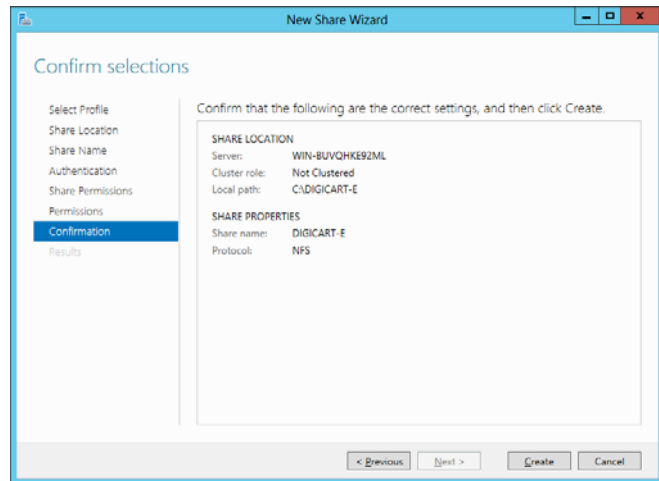 New Share Wizard
Confirm selections
Select Profile
Share Location
Share Name
Authentication
Share Permissions
Permissions
Confirmation
Results
Confirm that the following are the correct settings, and then click Create.
SHARE LOCATION
Server: WIN-BUVQHKE92ML
Cluster role: Not Clustered
Local path: C:\DIGICART-E
SHARE PROPERTIES
Share name: DIGICART-E
Protocol: NFS
< Previous Next > Create Cancel